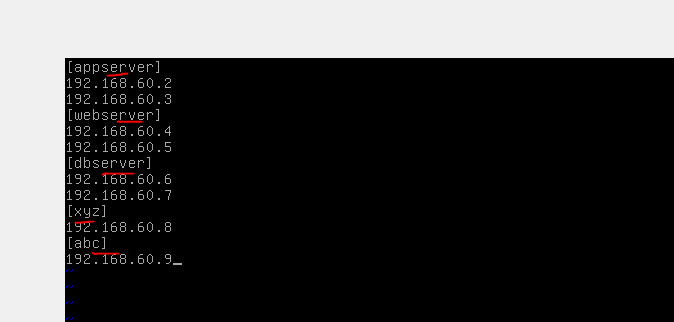 [appserver]
192.168.60.2
192.168.60.3
[webserver]
192.168.60.4
192.168.60.5
[dbserver]
192.168.60.6
192.168.60.7
[xyz]
192.168.60.8
[abc]
192.168.60.9_
~
~
~
~